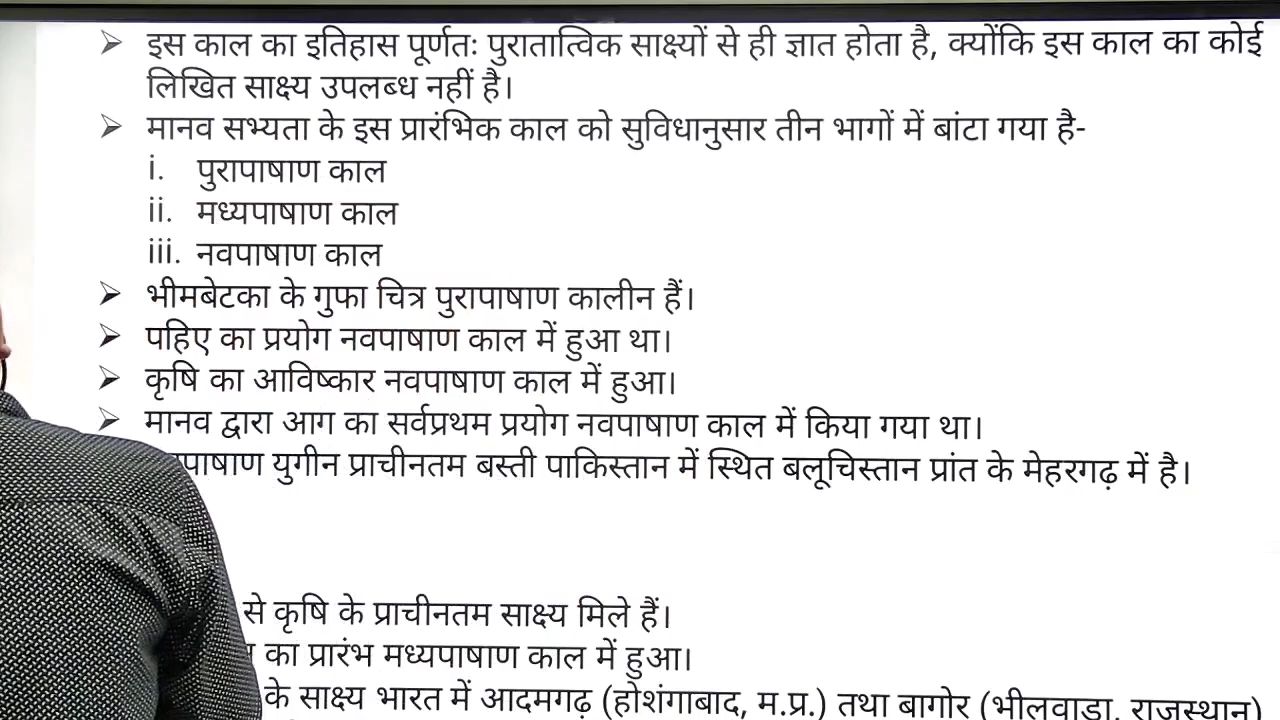 ➢ इस काल का इतिहास पूर्णतः पुरातात्विक साक्ष्यों से ही ज्ञात होता है, क्योंकि इस काल का कोई
लिखित साक्ष्य उपलब्ध नहीं है।
➢ मानव सभ्यता के इस प्रारंभिक काल को सुविधानुसार तीन भागों में बांटा गया है-
i. पुरापाषाण काल
ii. मध्यपाषाण काल
iii. नवपाषाण काल
➢ भीमबेटका के गुफा चित्र पुरापाषाण कालीन हैं।
➢ पहिए का प्रयोग नवपाषाण काल में हुआ था।
➢ कृषि का आविष्कार नवपाषाण काल में हुआ।
➢ मानव द्वारा आग का सर्वप्रथम प्रयोग नवपाषाण काल में किया गया था।
युगीन प्राचीनतम बस्ती पाकिस्तान में स्थित बलूचिस्तान प्रांत के मेहरगढ़ में है।
से कृषि के प्राचीनतम साक्ष्य मिले हैं।
का प्रारंभ मध्यपाषाण काल में हुआ।
के साक्ष्य भारत में आदमगढ़ (होशंगाबाद, म.प्र.) तथा बागोर (भीलवाड़ा, राजस्थान)